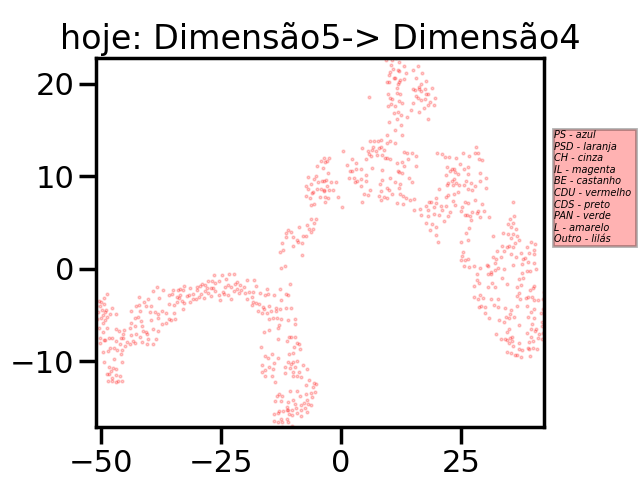 hoje: Dimensão5-> Dimensão4
20
10
0
−10
−50
−25
0
25
PS - azul
PSD - laranja
CH - cinza
IL - magenta
BE - castanho
CDU - vermelho
CDS - preto
PAN - verde
L - amarelo
Outro - lilás